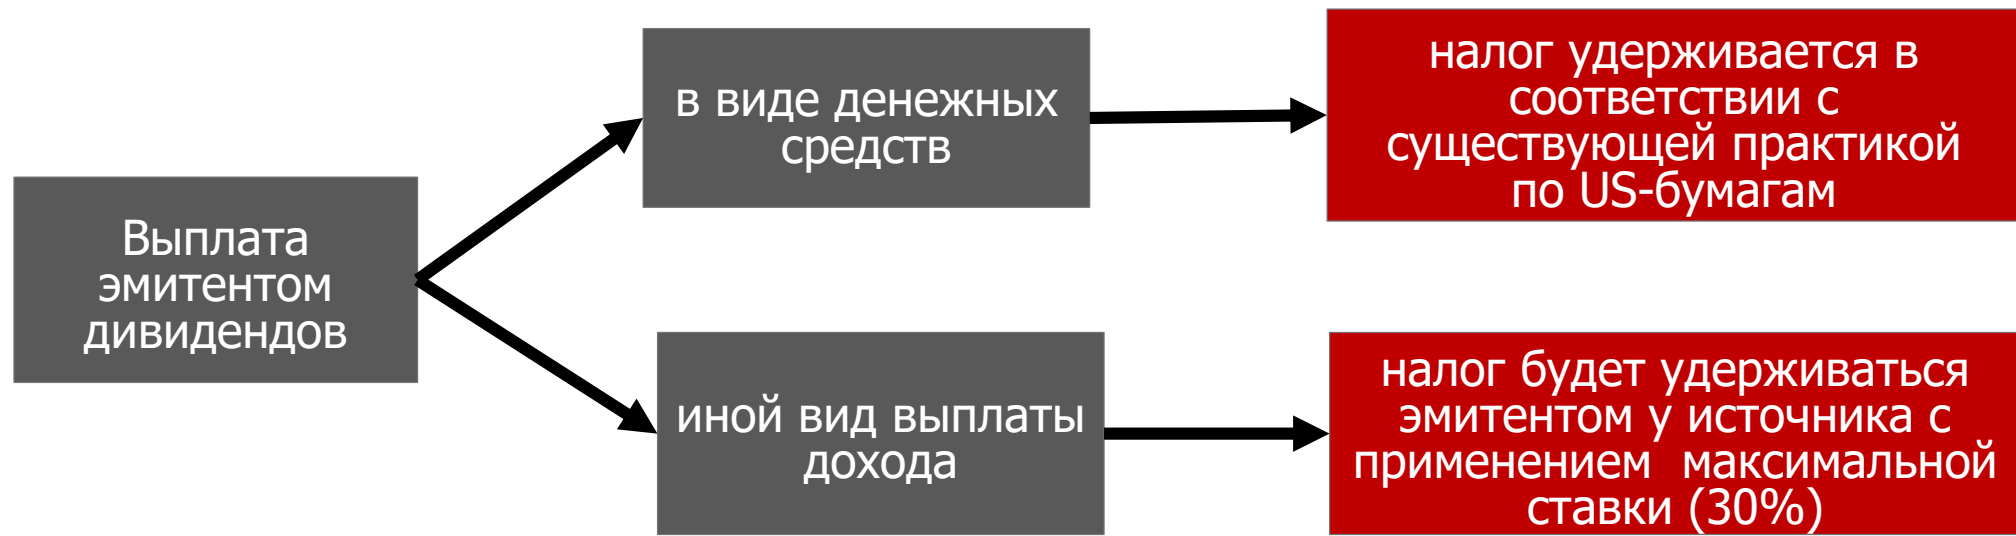 Выплата
эмитентом
дивидендов
в виде денежных
средств
налог удерживается в
соответствии с
существующей практикой
по US-бумагам
иной вид выплаты
дохода
налог будет удерживаться
эмитентом у источника с
применением  максимальной
ставки (30%)